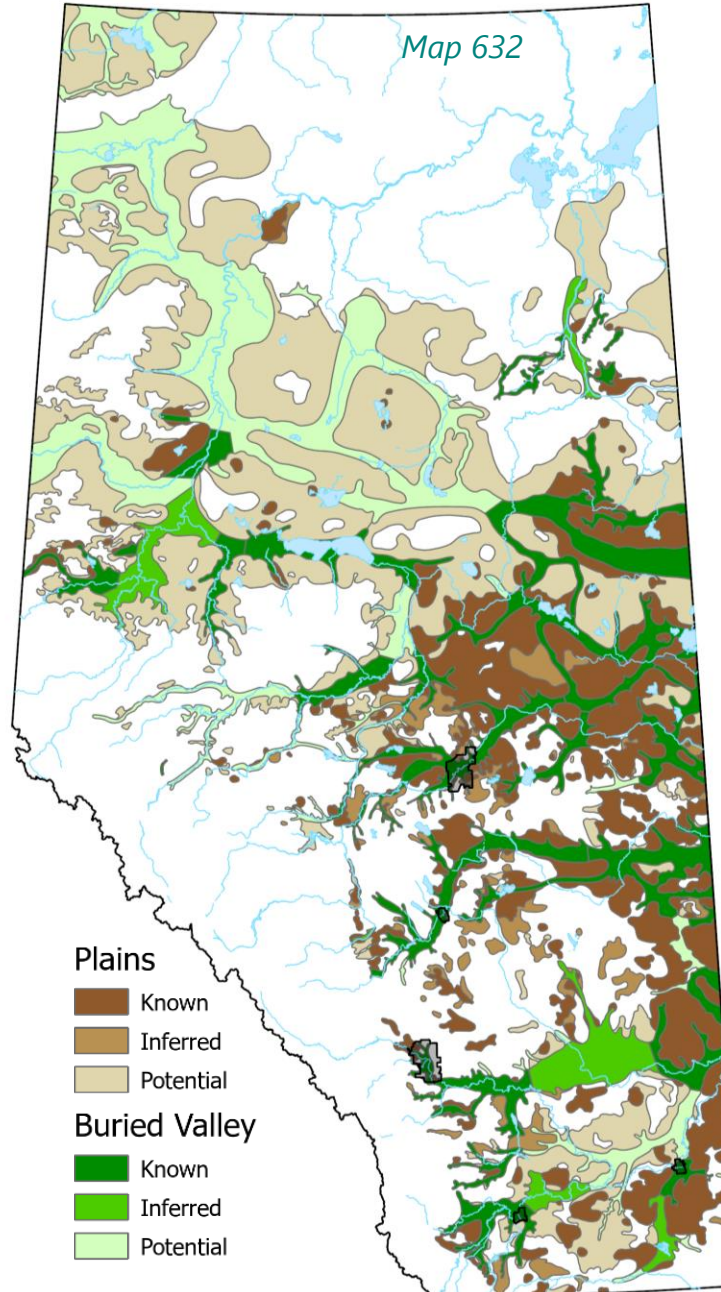 Map 632
Plains
Known
Inferred
Potential
Buried Valley
Known
Inferred
Potential